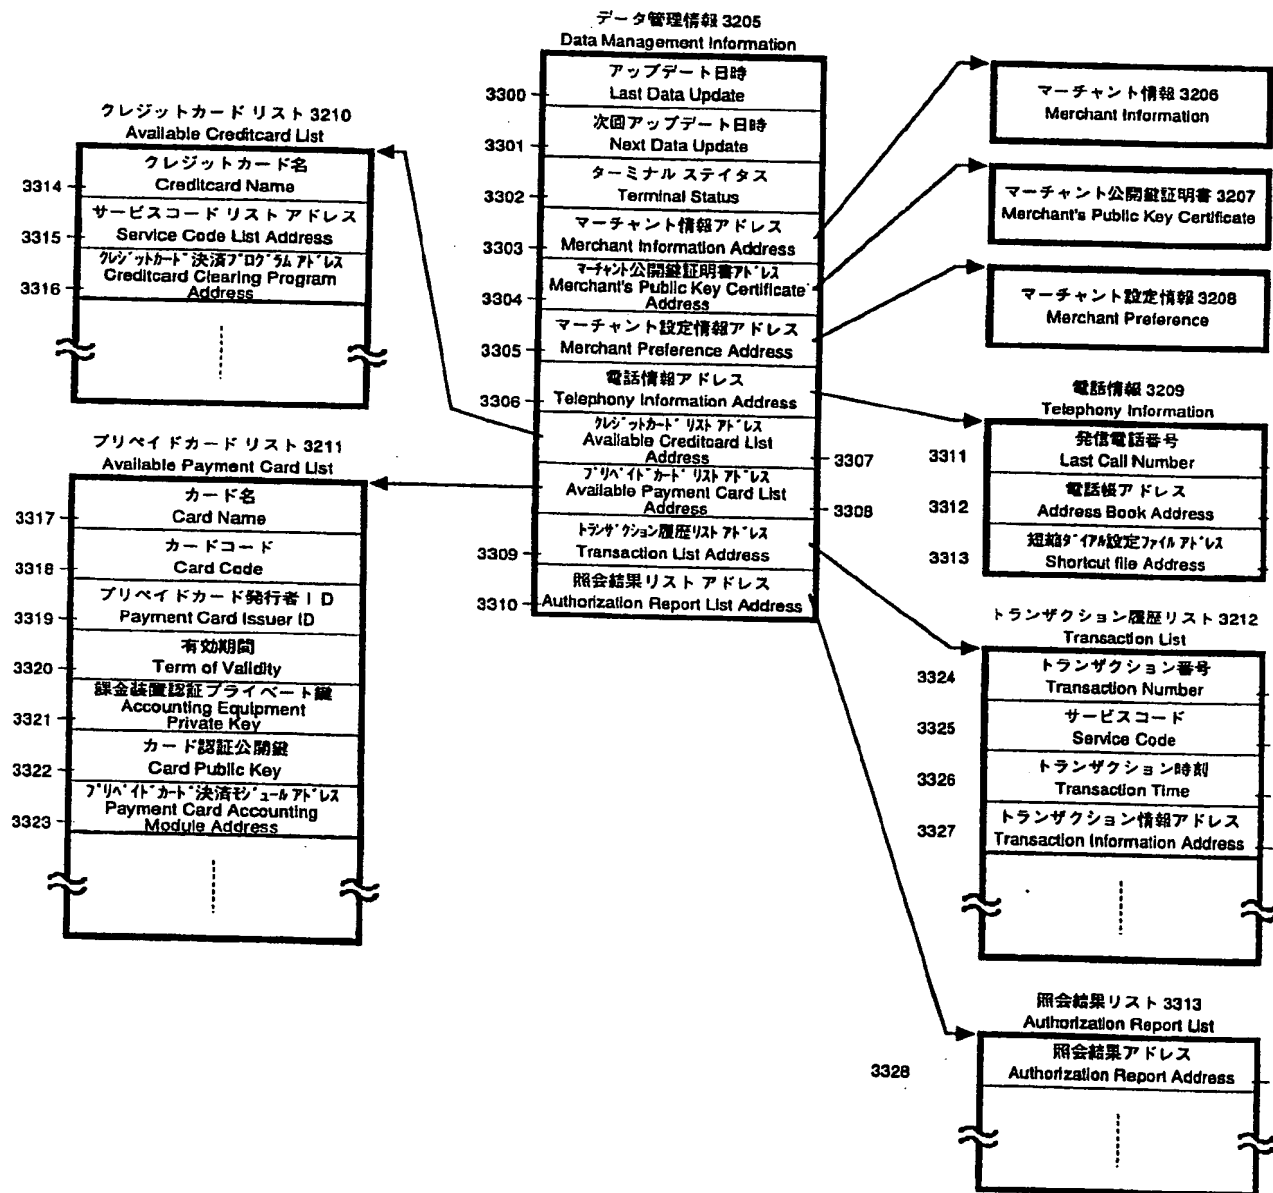 データ管理情報 3205
Data Management Information
3300
アップデート日時
Last Data Update
3301
次回アップデート日時
Next Data Update
3302
ターミナル ステイタス
Terminal Status
3303
マーチャント情報アドレス
Merchant Information Address
3304
マーチャント公開鍵証明書アドレス
Merchant's Public Key Certificate
Address
3305
マーチャント設定情報アドレス
Merchant Preference Address
3306
電話情報アドレス
Telephony Information Address
クレジットカード リスト アドレス
Available Creditcard List
Address
3307
プリペイドカード リスト アドレス
Available Payment Card List
Address
3308
3309
トランザクション履歴リスト アドレス
Transaction List Address
3310
照会結果リスト アドレス
Authorization Report List Address
クレジットカード リスト 3210
Available Creditcard List
3314
クレジットカード名
Creditcard Name
3315
サービスコード リスト アドレス
Service Code List Address
3316
クレジットカード決済プログラム アドレス
Creditcard Clearing Program
Address
プリペイドカード リスト 3211
Available Payment Card List
3317
カード名
Card Name
3318
カードコード
Card Code
3319
プリペイドカード発行者ID
Payment Card Issuer ID
3320
有効期間
Term of Validity
3321
課金装置認証プライベート鍵
Accounting Equipment
Private Key
3322
カード認証公開鍵
Card Public Key
3323
プリペイドカード決済モジュール アドレス
Payment Card Accounting
Module Address
マーチャント情報 3206
Merchant Information
マーチャント公開鍵証明書 3207
Merchant's Public Key Certificate
マーチャント設定情報 3208
Merchant Preference
電話情報 3209
Telephony Information
3311
発信電話番号
Last Call Number
3312
電話帳アドレス
Address Book Address
3313
短縮ダイアル設定ファイル アドレス
Shortcut file Address
トランザクション履歴リスト 3212
Transaction List
3324
トランザクション番号
Transaction Number
3325
サービスコード
Service Code
3326
トランザクション時刻
Transaction Time
3327
トランザクション情報アドレス
Transaction Information Address
照会結果リスト 3313
Authorization Report List
3328
照会結果アドレス
Authorization Report Address